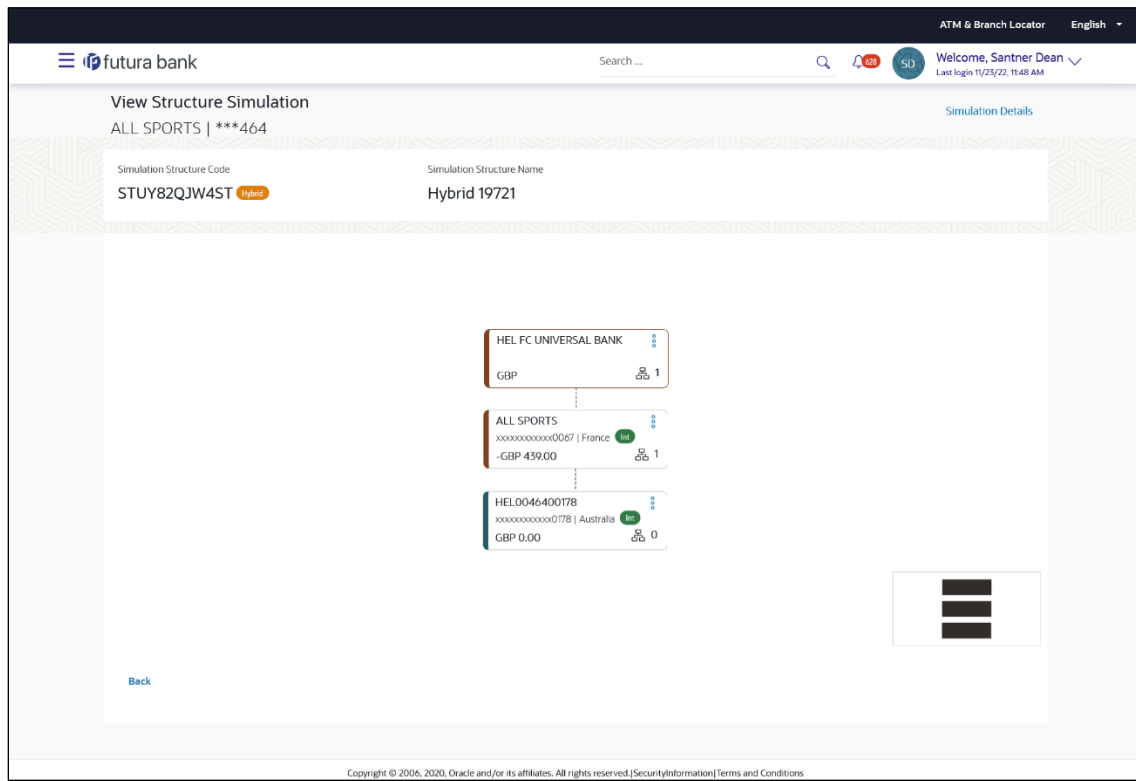 ATM & Branch Locator English
futura bank Search ... 628 SD Welcome, Santner Dean
Last login 11/23/22, 11:48 AM
View Structure Simulation
Simulation Details
ALL SPORTS | ***464
Simulation Structure Code Simulation Structure Name
STUY82QJW4ST Hybrid Hybrid 19721
HEL FC UNIVERSAL BANK
GBP 1
ALL SPORTS
xxxxxxxxxxxx0067 | France Int
-GBP 439.00 1
HEL0046400178
xxxxxxxxxxxx0178 | Australia Int
GBP 0.00 0
Back
Copyright © 2006, 2020, Oracle and/or its affiliates. All rights reserved.|SecurityInformation|Terms and Conditions